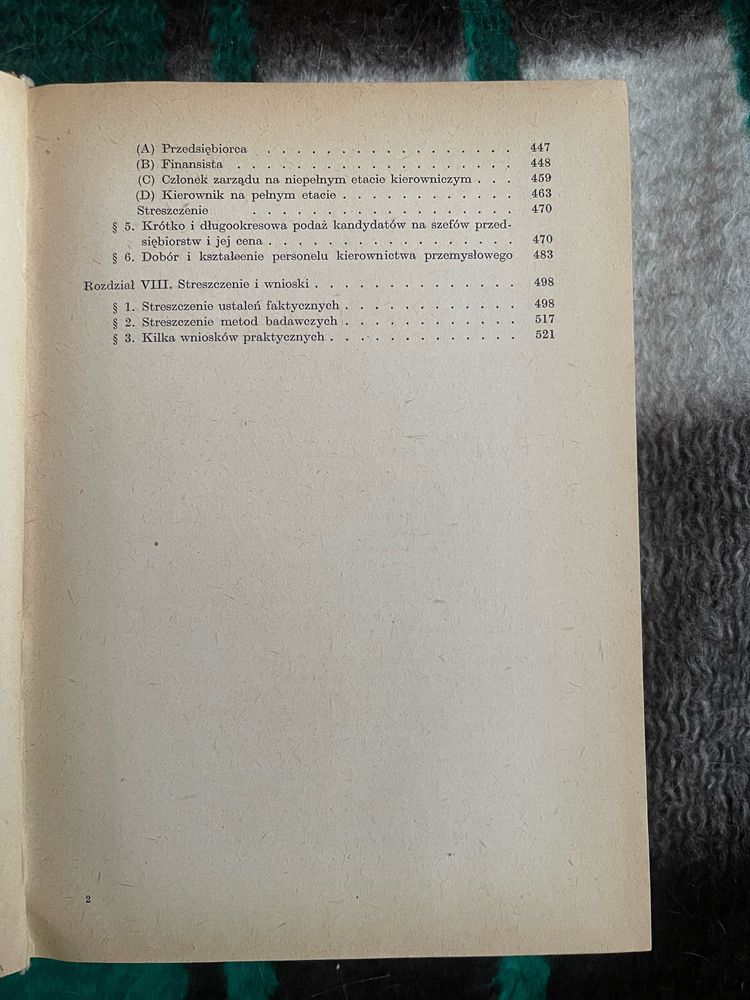 (A) Przedsiębiorca . . . . . . . . . . . . . . . . . 447
(B) Finansista . . . . . . . . . . . . . . . . . . . 448
(C) Członek zarządu na niepełnym etacie kierowniczym . . . 459
(D) Kierownik na pełnym etacie . . . . . . . . . . . . 463
Streszczenie . . . . . . . . . . . . . . . . . . 470
§ 5. Krótko i długookresowa podaż kandydatów na szefów przed-
siębiorstw i jej cena . . . . . . . . . . . . . . . . . 470
§ 6. Dobór i kształcenie personelu kierownictwa przemysłowego 483
Rozdział VIII. Streszczenie i wnioski . . . . . . . . . . . . . . 498
§ 1. Streszczenie ustaleń faktycznych . . . . . . . . . . . . 498
§ 2. Streszczenie metod badawczych . . . . . . . . . . . . 517
§ 3. Kilka wniosków praktycznych . . . . . . . . . . . . . 521
2